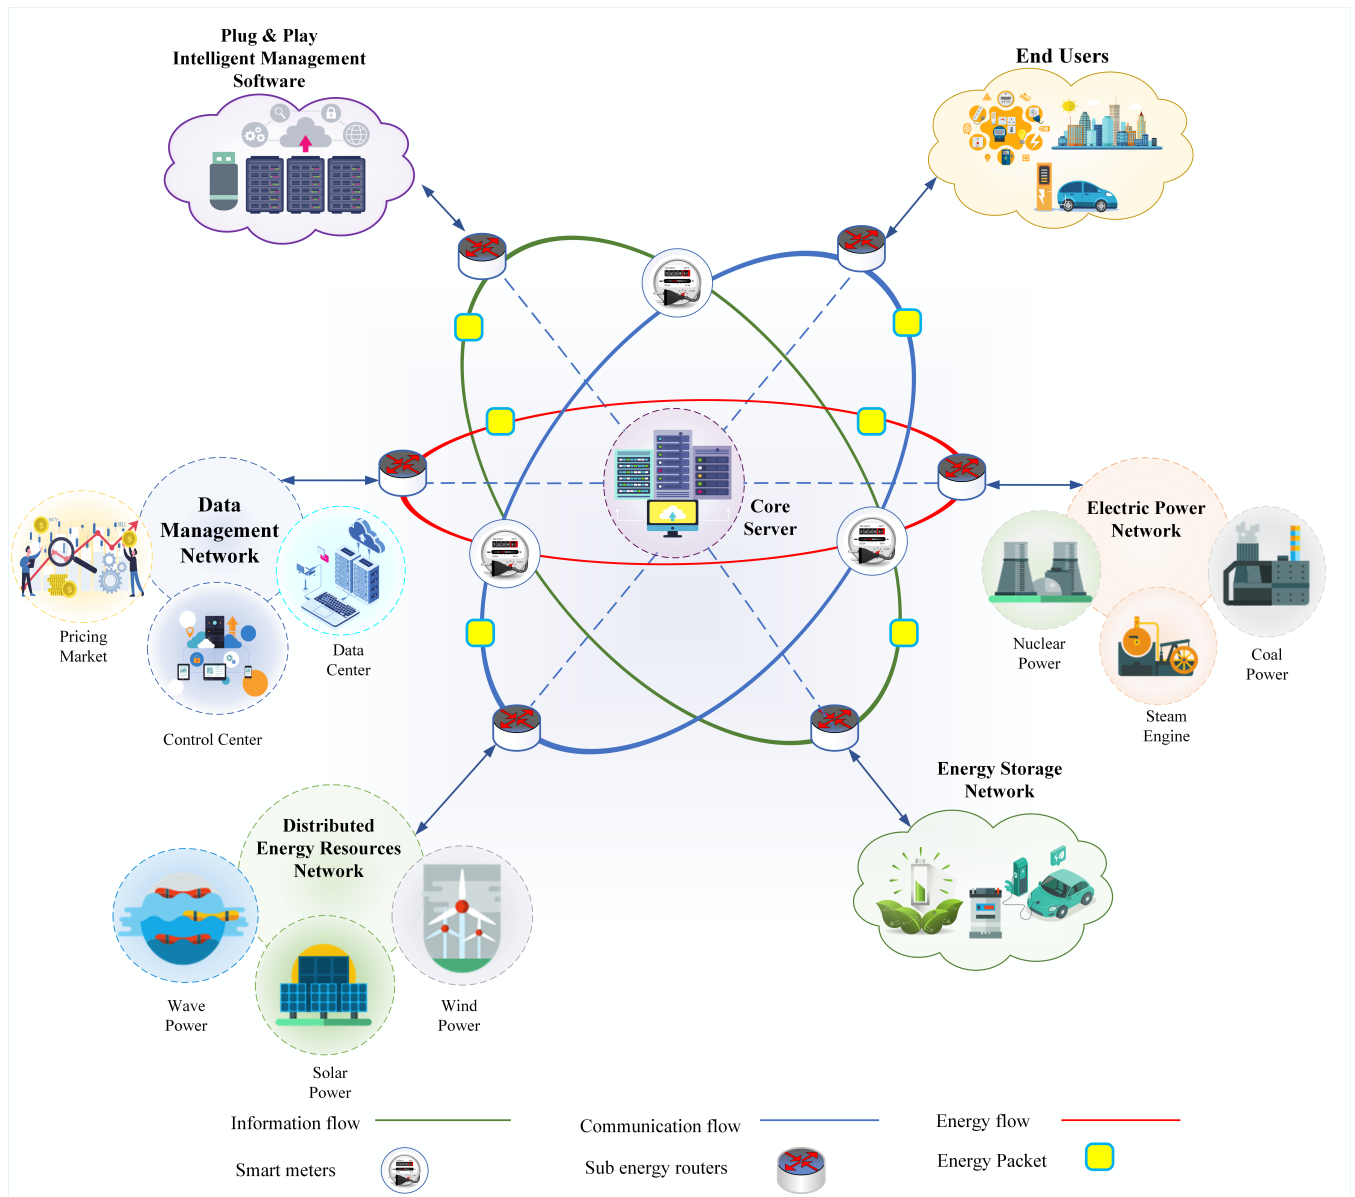 Plug & Play
Intelligent Management
Software
End Users
Core
Server
Data
Management
Network
Pricing
Market
Control Center
Data
Center
Electric Power
Network
Nuclear
Power
Steam
Engine
Coal
Power
Energy Storage
Network
Distributed
Energy Resources
Network
Wave
Power
Solar
Power
Wind
Power
Information flow
Communication flow
Energy flow
Smart meters
Sub energy routers
Energy Packet